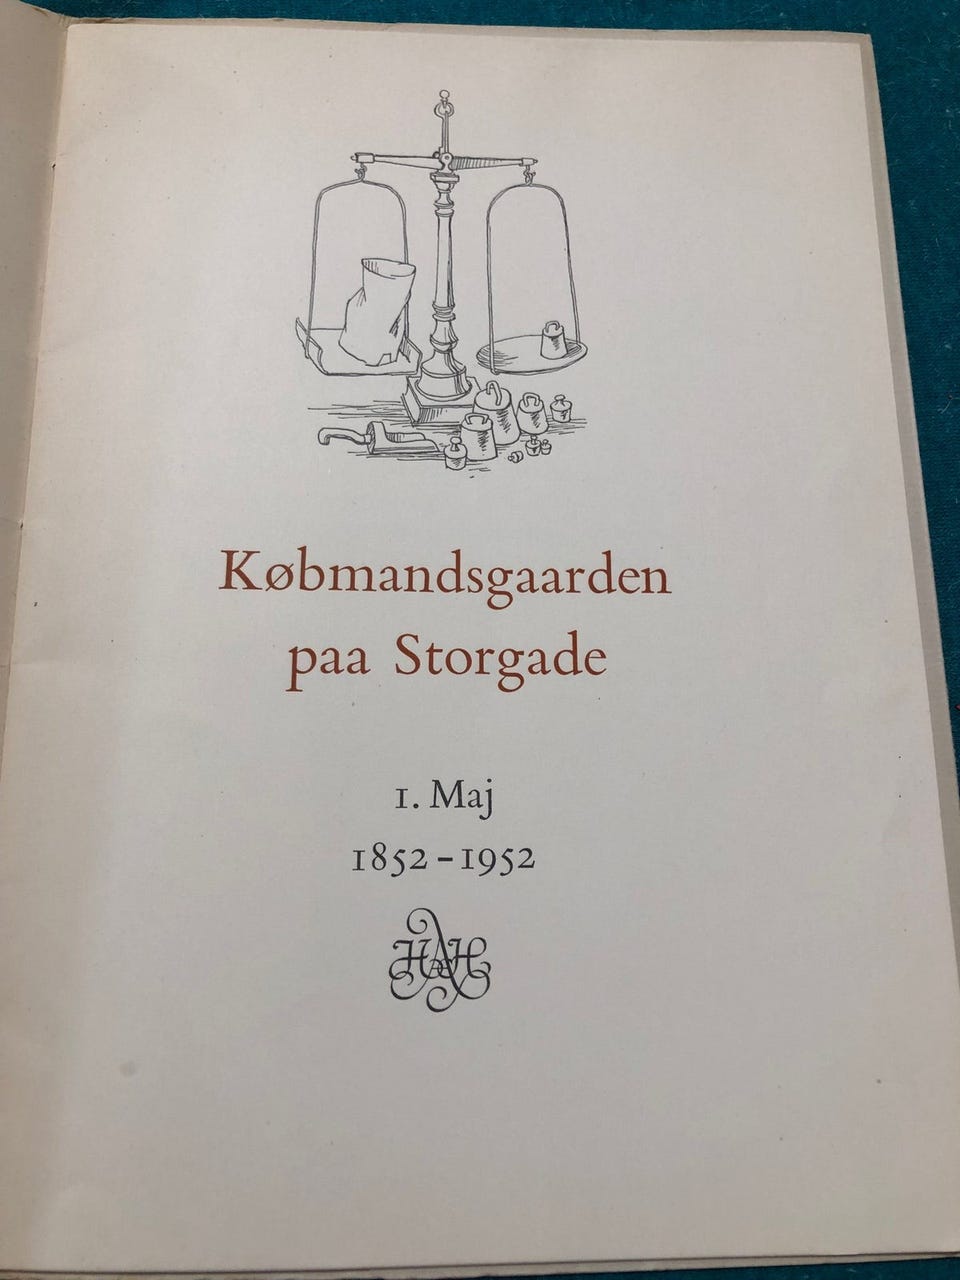 Købmandsgaarden
paa Storgade
1. Maj
1852–1952